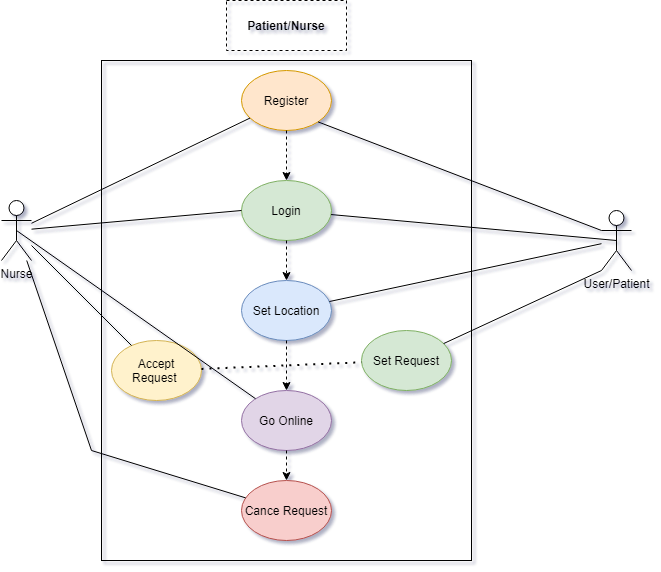 Patient/Nurse
Register
Login
Nurse
User/Patient
Set Location
Set Request
Accept
Request
Go Online
Cance Request